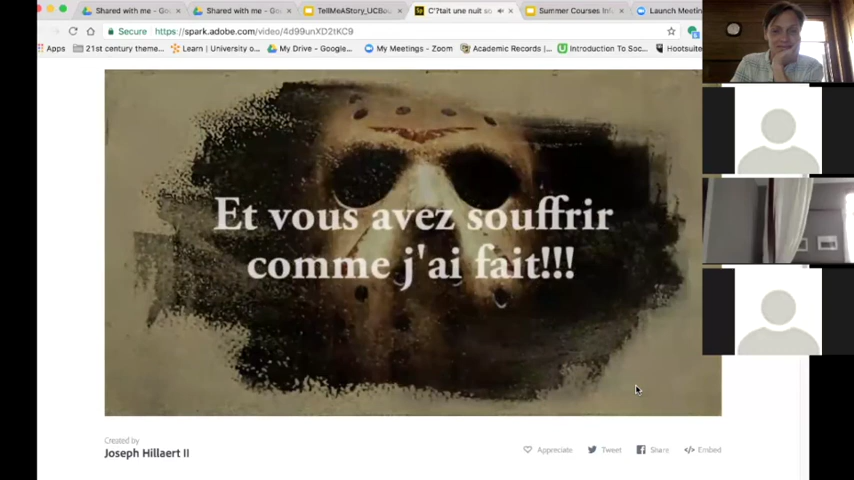 Shared with me - Go
Shared with me - Go
TellMeAStory_UCBo
C'?tait une nuit so
Summer Courses Inf
Launch Meetin
Secure
https://spark.adobe.com/video/4d99unXD2tKC9
Apps
21st century theme
Learn | University o
My Drive - Google
My Meetings - Zoom
Academic Records |
Introduction To Soc
Hootsuite
Et vous avez souffrir
comme j'ai fait!!!
Created by
Joseph Hillaert II
Appreciate
Tweet
Share
Embed